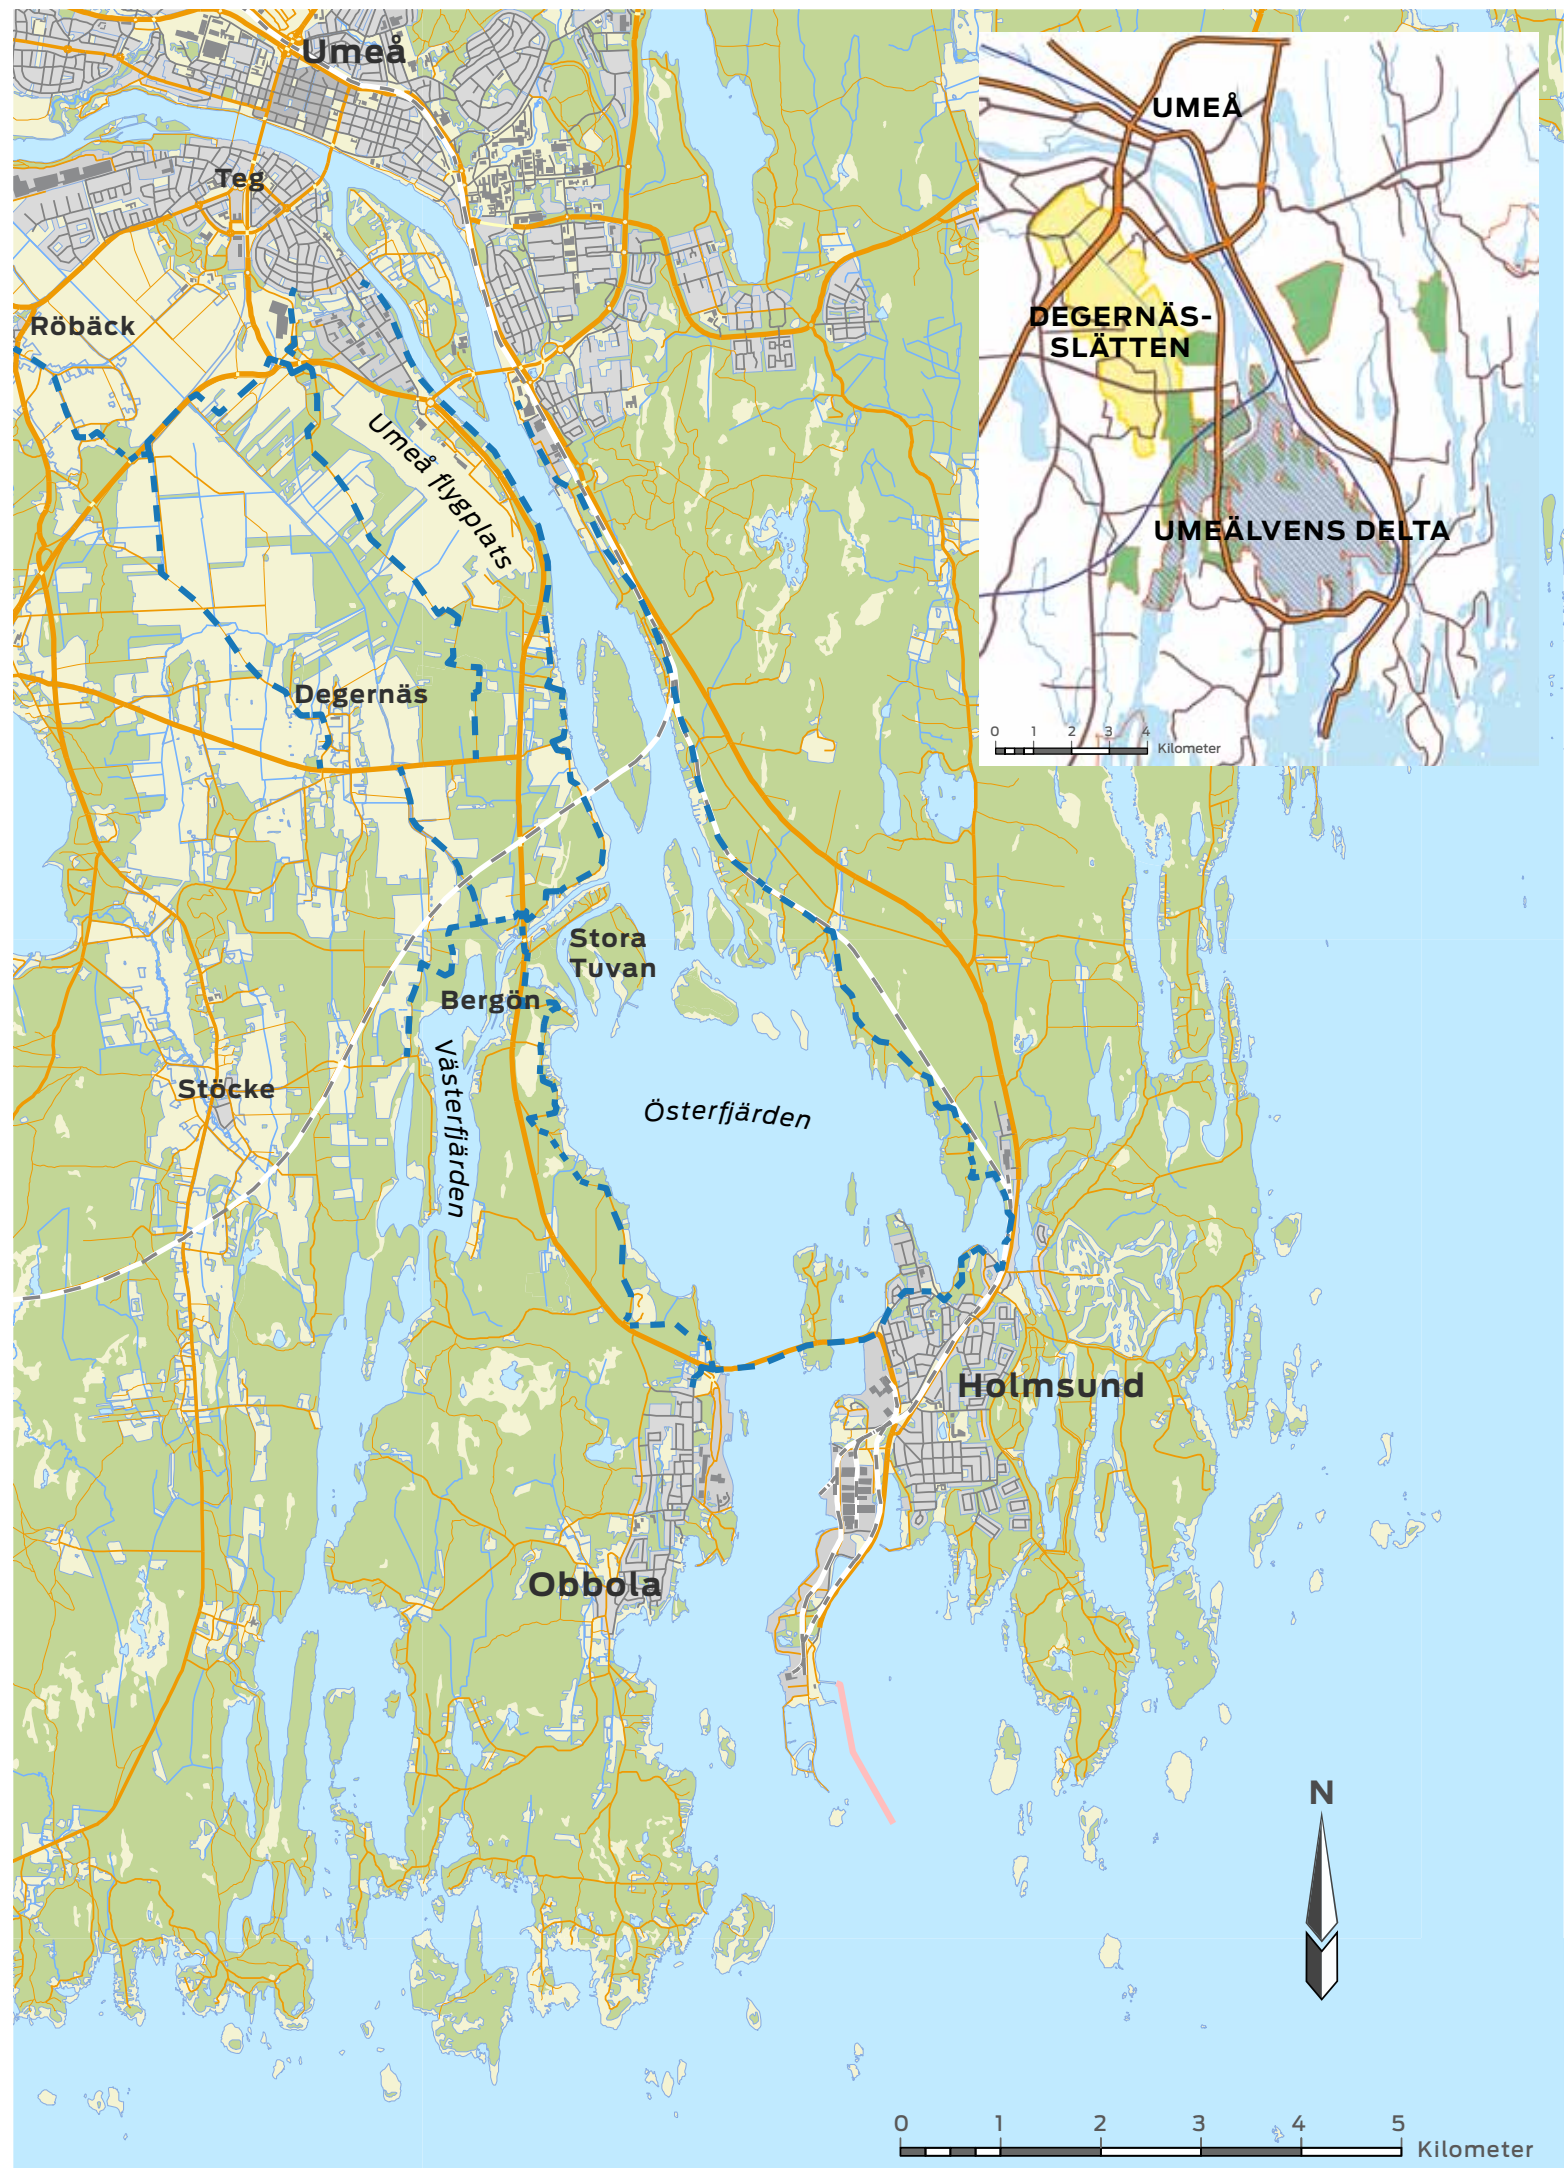 Umeå
UMEÅ
Teg
Röbäck
DEGERNÄS-
SLÄTTEN
Umeå flygplats
UMEÄLVENS DELTA
Degernäs
0 1 2 3 4
Kilometer
Stora
Tuvan
Bergön
Västerfjärden
Stöcke
Österfjärden
Holmsund
Obbola
N
0 1 2 3 4 5
Kilometer